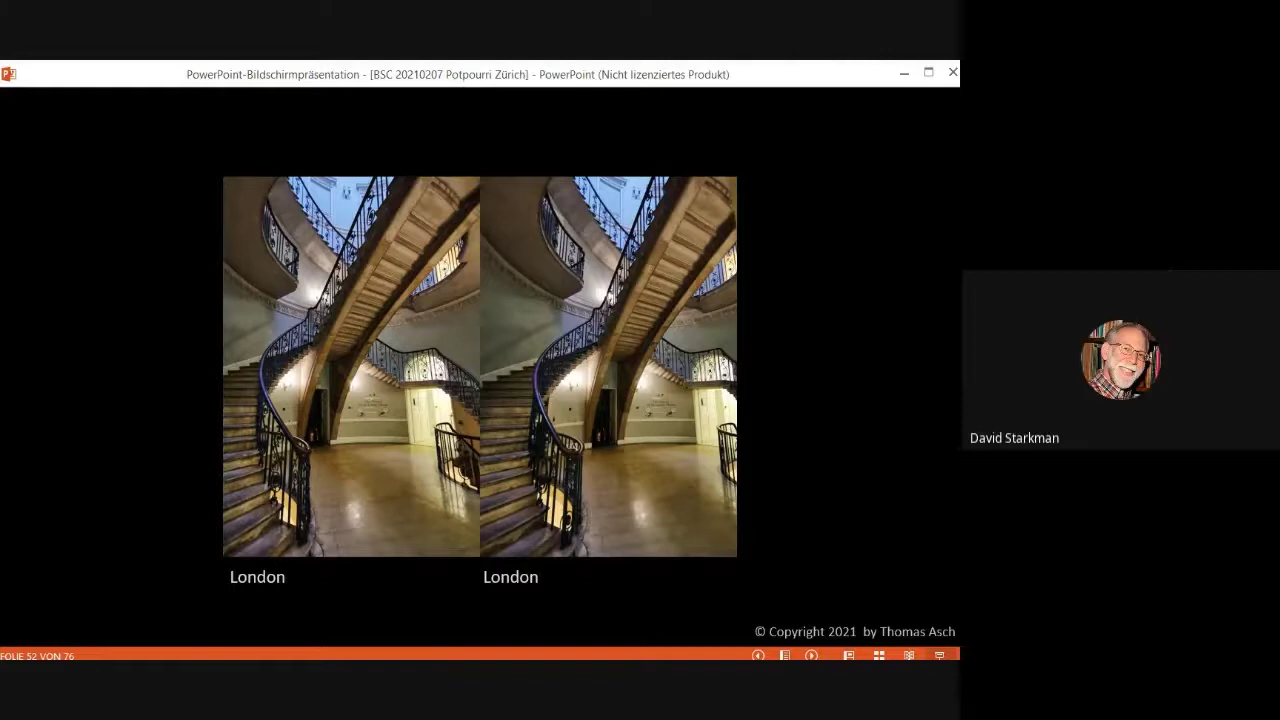 PowerPoint-Bildschirmpräsentation - [BSC 20210207 Potpourri Zürich] - PowerPoint (Nicht lizenziertes Produkt)
London
London
David Starkman
© Copyright 2021 by Thomas Asch
FOLIE 52 VON 76